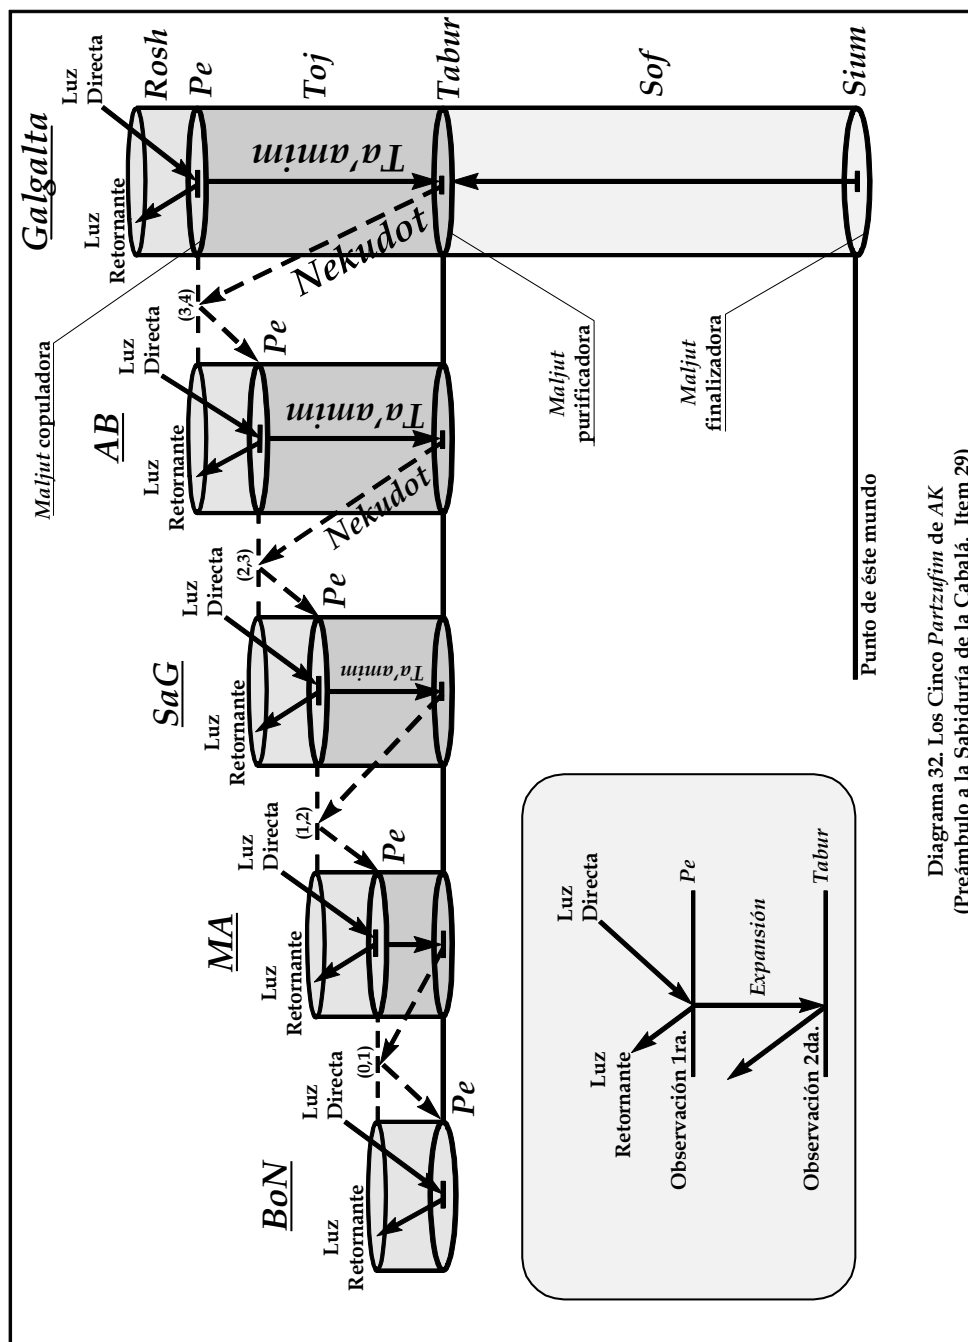 Galgalta
AB
SaG
MA
BoN
Maljut copuladora
Luz
Directa
Luz
Retornante
Rosh
Pe
Toj
Tabur
Sof
Sium
Ta'amim
Nekudot
(3,4)
Luz
Directa
Luz
Retornante
Pe
Ta'amim
Nekudot
(2,3)
Luz
Directa
Luz
Retornante
Pe
Ta'amim
(1,2)
Luz
Directa
Luz
Retornante
Pe
(0,1)
Luz
Directa
Luz
Retornante
Pe
Maljut
purificadora
Maljut
finalizadora
Punto de éste mundo
Luz
Directa
Luz
Retornante
Pe
Observación 1ra.
Expansión
Tabur
Observación 2da.
Diagrama 32. Los Cinco Partzufim de AK
(Preámbulo a la Sabiduría de la Cabalá. Item 29)